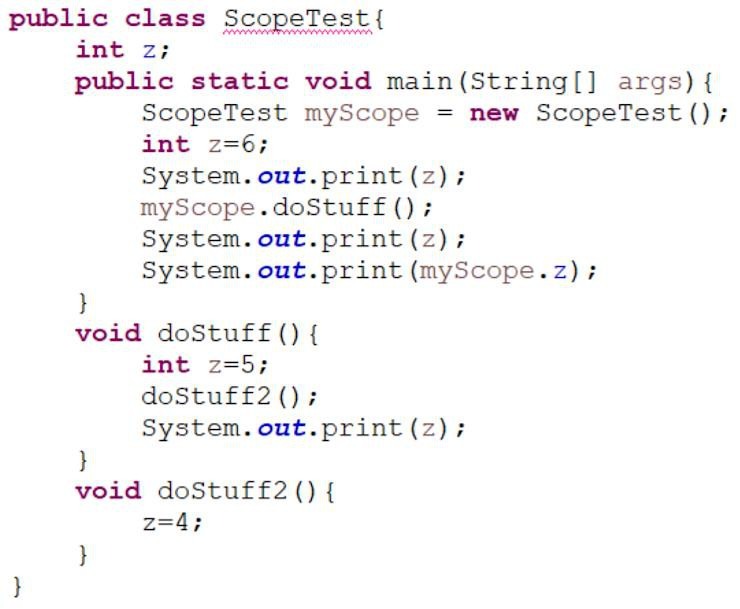 public class ScopeTest{
    int z;
    public static void main(String[] args){
        ScopeTest myScope = new ScopeTest();
        int z=6;
        System.out.print(z);
        myScope.doStuff();
        System.out.print(z);
        System.out.print(myScope.z);
    }
    void doStuff(){
        int z=5;
        doStuff2();
        System.out.print(z);
    }
    void doStuff2(){
        z=4;
    }
}